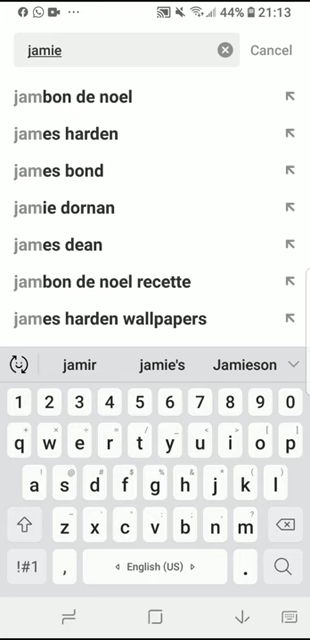 44% 21:13
jamie Cancel
jambon de noel
james harden
james bond
jamie dornan
james dean
jambon de noel recette
james harden wallpapers
jamir jamie's Jamieson
1 2 3 4 5 6 7 8 9 0
q w e r t y u i o p
a s d f g h j k l
z x c v b n m
!#1 , English (US) .